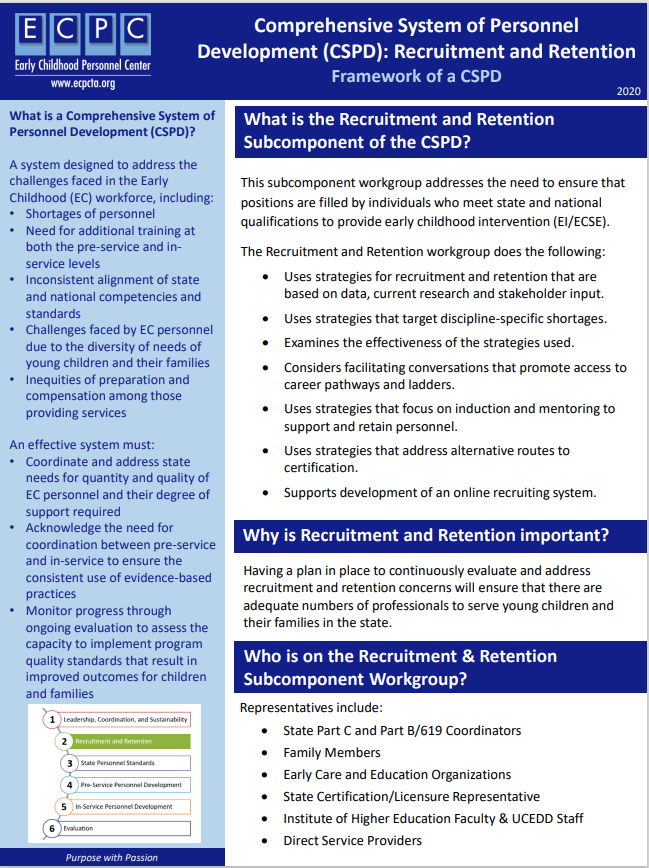 E C P C
Early Childhood Personnel Center
www.ecpcta.org
Comprehensive System of Personnel
Development (CSPD): Recruitment and Retention
Framework of a CSPD
2020
What is a Comprehensive System of
Personnel Development (CSPD)?
A system designed to address the
challenges faced in the Early
Childhood (EC) workforce, including:
• Shortages of personnel
• Need for additional training at
both the pre-service and in-
service levels
• Inconsistent alignment of state
and national competencies and
standards
• Challenges faced by EC personnel
due to the diversity of needs of
young children and their families
• Inequities of preparation and
compensation among those
providing services
An effective system must:
• Coordinate and address state
needs for quantity and quality of
EC personnel and their degree of
support required
• Acknowledge the need for
coordination between pre-service
and in-service to ensure the
consistent use of evidence-based
practices
• Monitor progress through
ongoing evaluation to assess the
capacity to implement program
quality standards that result in
improved outcomes for children
and families
1 Leadership, Coordination, and Sustainability
2 Recruitment and Retention
3 State Personnel Standards
4 Pre-Service Personnel Development
5 In-Service Personnel Development
6 Evaluation
Purpose with Passion
What is the Recruitment and Retention
Subcomponent of the CSPD?
This subcomponent workgroup addresses the need to ensure that
positions are filled by individuals who meet state and national
qualifications to provide early childhood intervention (EI/ECSE).
The Recruitment and Retention workgroup does the following:
• Uses strategies for recruitment and retention that are
based on data, current research and stakeholder input.
• Uses strategies that target discipline-specific shortages.
• Examines the effectiveness of the strategies used.
• Considers facilitating conversations that promote access to
career pathways and ladders.
• Uses strategies that focus on induction and mentoring to
support and retain personnel.
• Uses strategies that address alternative routes to
certification.
• Supports development of an online recruiting system.
Why is Recruitment and Retention important?
Having a plan in place to continuously evaluate and address
recruitment and retention concerns will ensure that there are
adequate numbers of professionals to serve young children and
their families in the state.
Who is on the Recruitment & Retention
Subcomponent Workgroup?
Representatives include:
• State Part C and Part B/619 Coordinators
• Family Members
• Early Care and Education Organizations
• State Certification/Licensure Representative
• Institute of Higher Education Faculty & UCEDD Staff
• Direct Service Providers